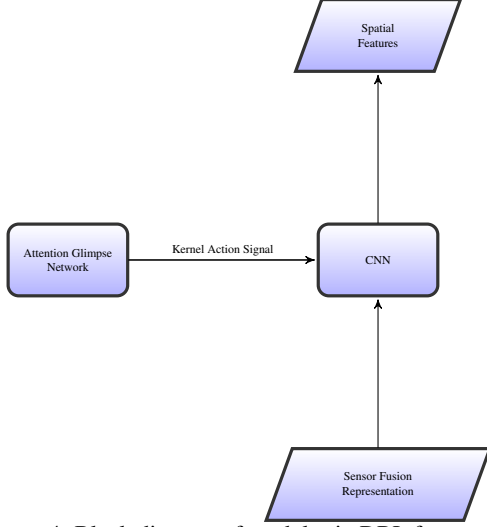 Spatial
Features
Attention Glimpse
Network
Kernel Action Signal
CNN
Sensor Fusion
Representation